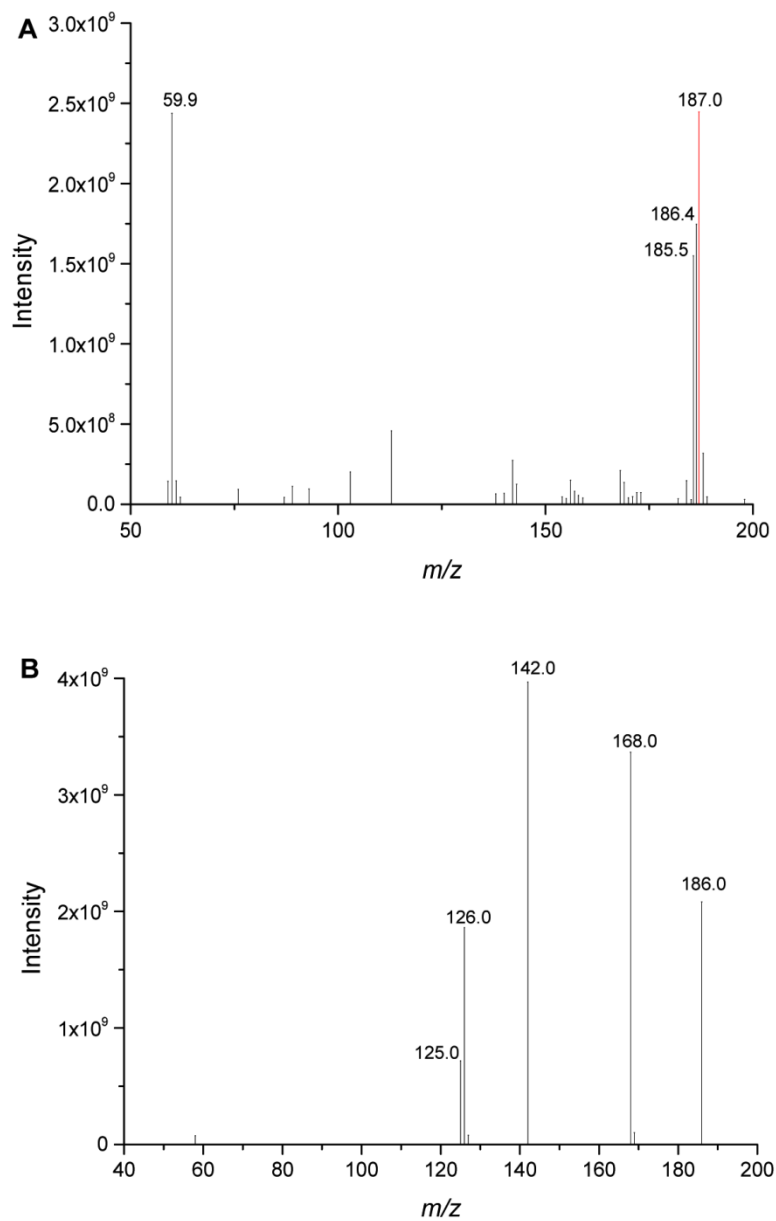 A
3.0x10⁹
2.5x10⁹
2.0x10⁹
1.5x10⁹
1.0x10⁹
5.0x10⁸
0.0
Intensity
59.9
187.0
186.4
185.5
50
100
150
200
m/z
B
4x10⁹
3x10⁹
2x10⁹
1x10⁹
0
Intensity
142.0
168.0
186.0
126.0
125.0
40
60
80
100
120
140
160
180
200
m/z